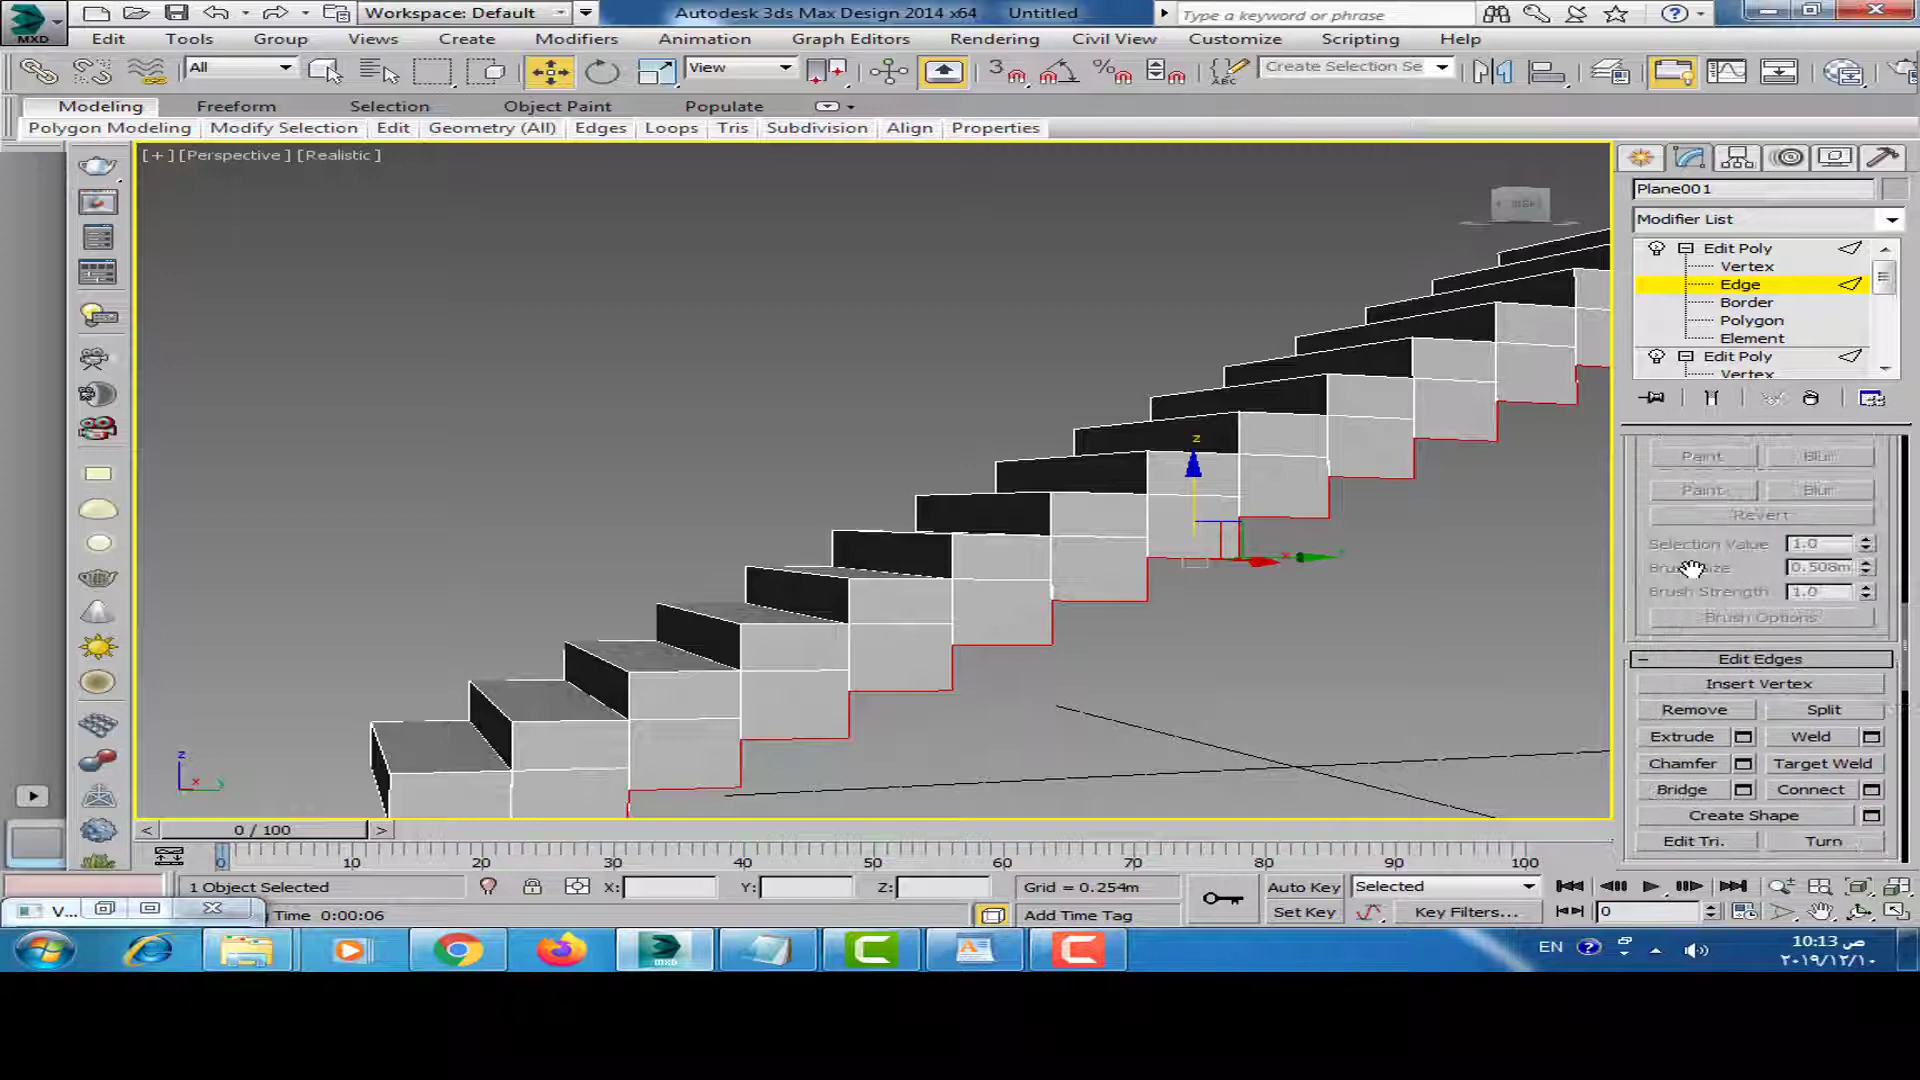 MXD
Workspace: Default
Autodesk 3ds Max Design 2014 x64
Untitled
Type a keyword or phrase
Edit
Tools
Group
Views
Create
Modifiers
Animation
Graph Editors
Rendering
Civil View
Customize
Scripting
Help
All
View
3
ABC
Create Selection Se
Modeling
Freeform
Selection
Object Paint
Populate
Polygon Modeling
Modify Selection
Edit
Geometry (All)
Edges
Loops
Tris
Subdivision
Align
Properties
[+] [Perspective] [Realistic]
Plane001
Modifier List
Edit Poly
Vertex
Edge
Border
Polygon
Element
Edit Poly
Vertex
z
x
Paint
Blur
Paint
Blur
Revert
Selection Value
1.0
0.508m
Brush Strength
1.0
Brush Options
Edit Edges
Insert Vertex
Remove
Split
Extrude
Weld
Chamfer
Target Weld
Bridge
Connect
Create Shape
Edit Tri.
Turn
z
x
< 0 / 100 >
0
10
20
30
40
50
60
70
80
90
100
1 Object Selected
X:
Y:
Z:
Grid = 0.254m
Auto Key
Selected
V...
Time 0:00:06
Add Time Tag
Set Key
Key Filters...
0
EN
10:13 ص
٢٠١٩/١٢/١٠